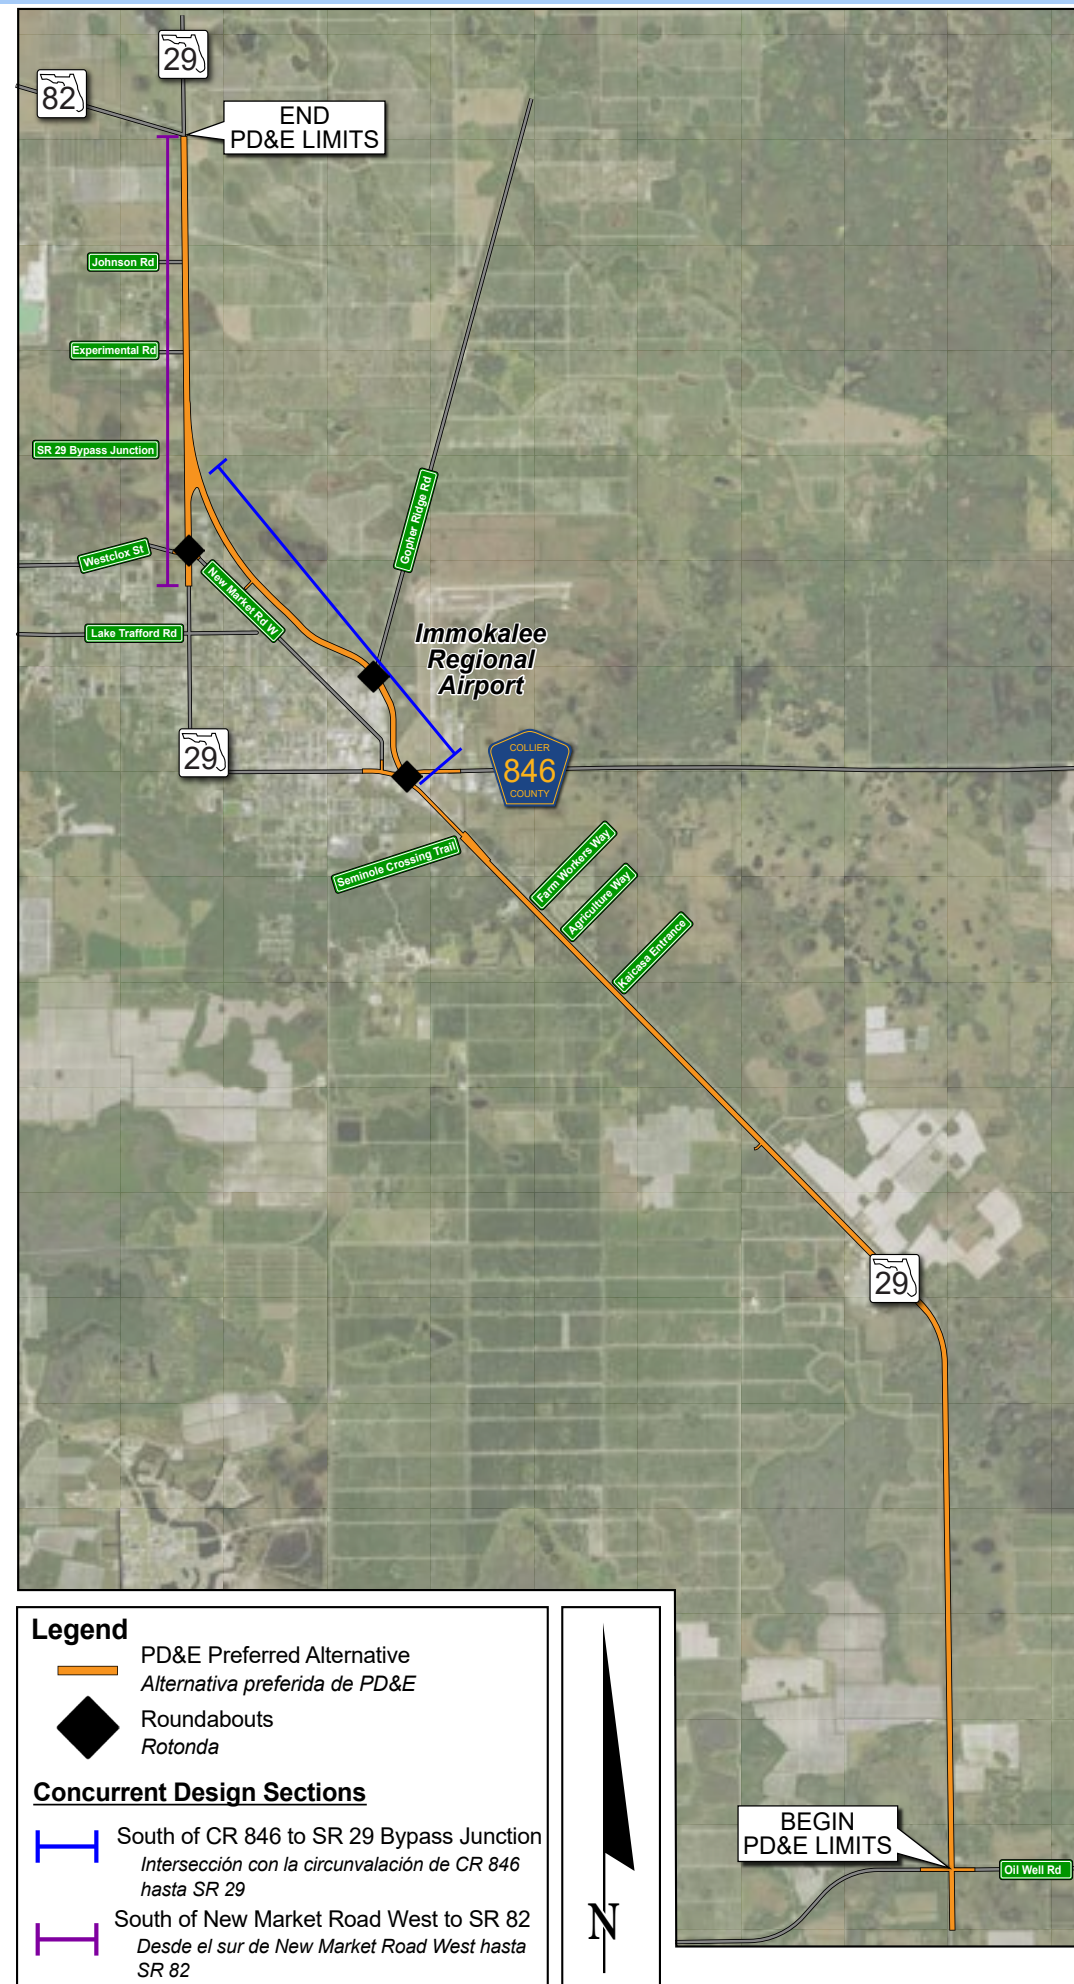 29
82
END
PD&E LIMITS
Johnson Rd
Experimental Rd
SR 29 Bypass Junction
Gopher Ridge Rd
Westclox St
New Market Rd W
Lake Trafford Rd
Immokalee
Regional
Airport
29
COLLIER
846
COUNTY
Seminole Crossing Trail
Farm Workers Way
Agriculture Way
Kaicasa Entrance
29
BEGIN
PD&E LIMITS
Oil Well Rd
Legend
PD&E Preferred Alternative
Alternativa preferida de PD&E
Roundabouts
Rotonda
Concurrent Design Sections
South of CR 846 to SR 29 Bypass Junction
Intersección con la circunvalación de CR 846
hasta SR 29
South of New Market Road West to SR 82
Desde el sur de New Market Road West hasta
SR 82
N